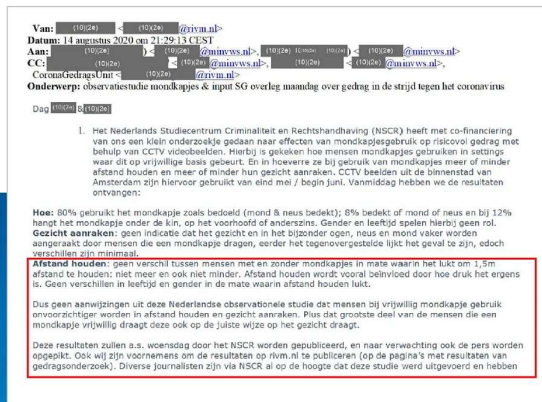 Van: (10)(2e) < (10)(2e) @rivm.nl>
Datum: 14 augustus 2020 om 21:29:13 CEST
Aan: (10)(2e) ) < (10)(2e) @minvws.nl>, (10)(2e) (10)(2e) (10)(2e) < (10)(2e) @minvws.nl>
CC: (10)(2e) < (10)(2e) @minvws.nl>, (10)(2e) < (10)(2e) @minvws.nl>,
CoronaGedragsUnit < (10)(2e) @rivm.nl>
Onderwerp: observatiestudie mondkapjes & input SG overleg maandag over gedrag in de strijd tegen het coronavirus
Dag (10)(2e) & (10)(2e)
1. Het Nederlands Studiecentrum Criminaliteit en Rechtshandhaving (NSCR) heeft met co-financiering
van ons een klein onderzoekje gedaan naar effecten van mondkapjesgebruik op risicovol gedrag met
behulp van CCTV videobeelden. Hierbij is gekeken hoe mensen mondkapjes gebruiken in settings
waar dit op vrijwillige basis gebeurt. En in hoeverre ze bij gebruik van mondkapjes meer of minder
afstand houden en meer of minder hun gezicht aanraken. CCTV beelden uit de binnenstad van
Amsterdam zijn hiervoor gebruikt van eind mei / begin juni. Vanmiddag hebben we de resultaten
ontvangen:
Hoe: 80% gebruikt het mondkapje zoals bedoeld (mond & neus bedekt); 8% bedekt of mond of neus en bij 12%
hangt het mondkapje onder de kin, op het voorhoofd of anderszins. Gender en leeftijd spelen hierbij geen rol.
Gezicht aanraken: geen indicatie dat het gezicht en in het bijzonder ogen, neus en mond vaker worden
aangeraakt door mensen die een mondkapje dragen, eerder het tegenovergestelde lijkt het geval te zijn, edoch
verschillen zijn minimaal.
Afstand houden: geen verschil tussen mensen met en zonder mondkapjes in mate waarin het lukt om 1,5m
afstand te houden: niet meer en ook niet minder. Afstand houden wordt vooral beïnvloed door hoe druk het ergens
is. Geen verschillen in leeftijd en gender in de mate waarin afstand houden lukt.
Dus geen aanwijzingen uit deze Nederlandse observationele studie dat mensen bij vrijwillig mondkapje gebruik
onvoorzichtiger worden in afstand houden en gezicht aanraken. Plus dat grootste deel van de mensen die een
mondkapje vrijwillig draagt deze ook op de juiste wijze op het gezicht draagt.
Deze resultaten zullen a.s. woensdag door het NSCR worden gepubliceerd, en naar verwachting ook de pers worden
opgepikt. Ook wij zijn voornemens om de resultaten op rivm.nl te publiceren (op de pagina's met resultaten van
gedragsonderzoek). Diverse journalisten zijn via NSCR al op de hoogte dat deze studie werd uitgevoerd en hebben